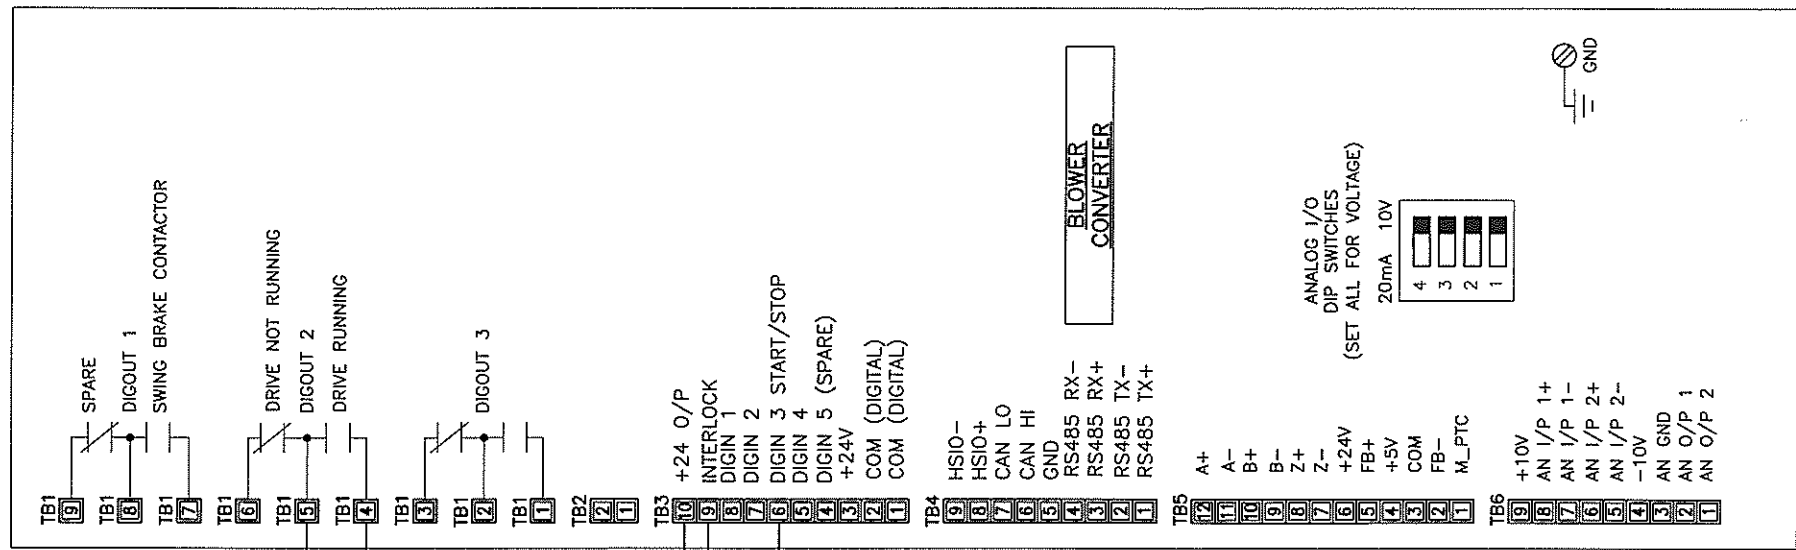 SPARE
DIGOUT 1
SWING BRAKE CONTACTOR
DRIVE NOT RUNNING
DIGOUT 2
DRIVE RUNNING
DIGOUT 3
TB1
9
TB1
8
TB1
7
TB1
6
TB1
5
TB1
4
TB1
3
TB1
2
TB1
1
TB2
2
1
TB3
10 +24 O/P
9 INTERLOCK
8 DIGIN 1
7 DIGIN 2
6 DIGIN 3 START/STOP
5 DIGIN 4
4 DIGIN 5 (SPARE)
3 +24V
2 COM (DIGITAL)
1 COM (DIGITAL)
TB4
9 HSIO-
8 HSIO+
7 CAN LO
6 CAN HI
5 GND
4 RS485 RX-
3 RS485 RX+
2 RS485 TX-
1 RS485 TX+
BLOWER
CONVERTER
TB5
12 A+
11 A-
10 B+
9 B-
8 Z+
7 Z-
6 +24V
5 FB+
4 +5V
3 COM
2 FB-
1 M_PTC
ANALOG I/O
DIP SWITCHES
(SET ALL FOR VOLTAGE)
20mA 10V
4
3
2
1
TB6
9 +10V
8 AN I/P 1+
7 AN I/P 1-
6 AN I/P 2+
5 AN I/P 2-
4 -10V
3 AN GND
2 AN O/P 1
1 AN O/P 2
GND